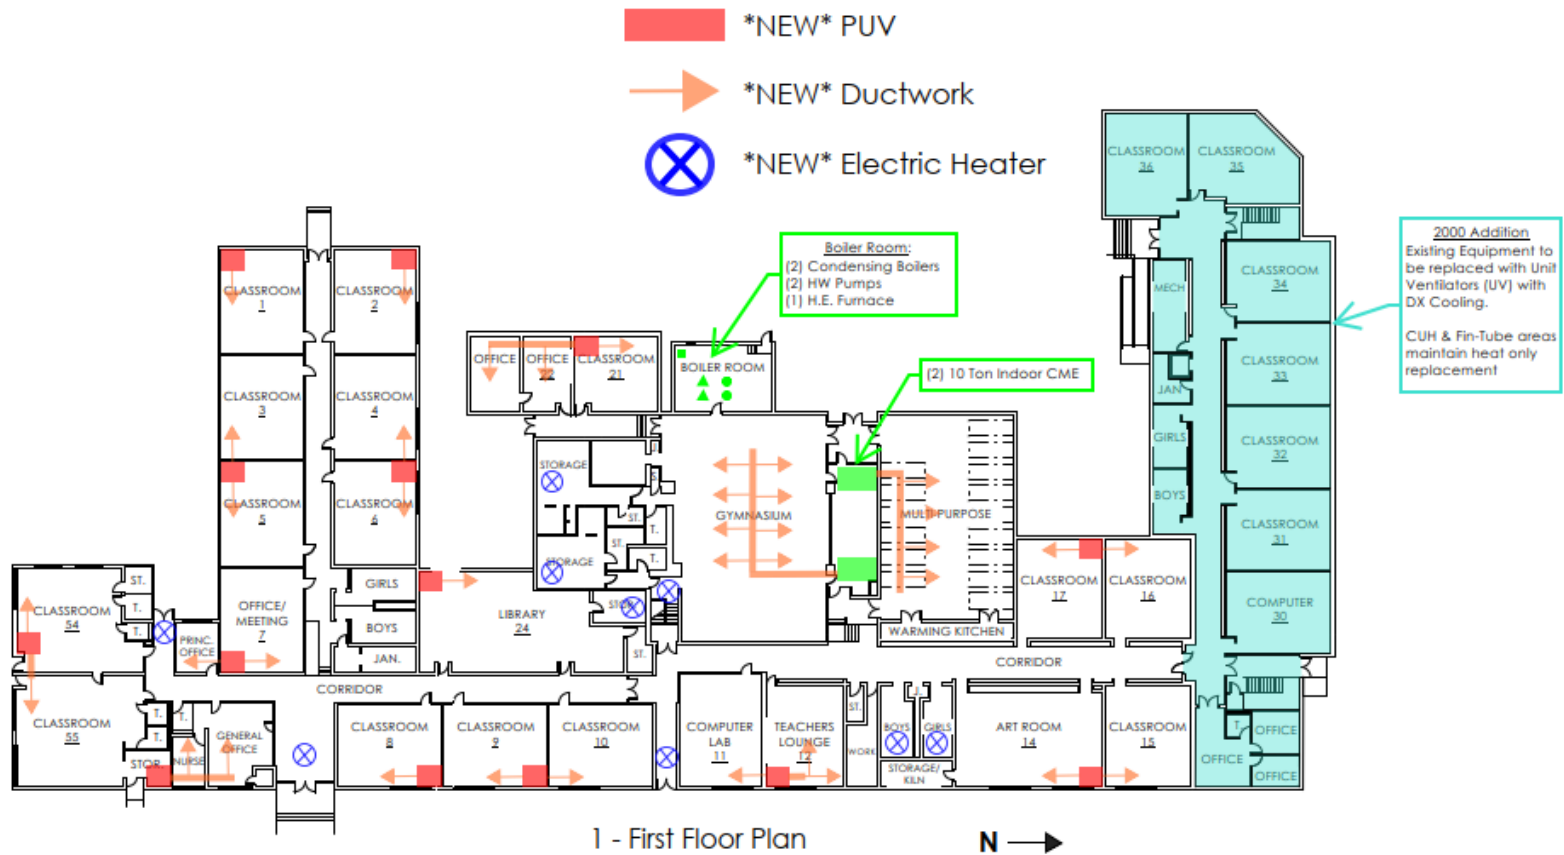 *NEW* PUV
*NEW* Ductwork
*NEW* Electric Heater
CLASSROOM
36
CLASSROOM
35
2000 Addition
Existing Equipment to
be replaced with Unit
Ventilators (UV) with
DX Cooling.
CUH & Fin-Tube areas
maintain heat only
replacement
Boiler Room:
(2) Condensing Boilers
(2) HW Pumps
(1) H.E. Furnace
CLASSROOM
1
CLASSROOM
2
MECH
CLASSROOM
34
OFFICE
OFFICE
22
CLASSROOM
21
BOILER ROOM
(2) 10 Ton Indoor CME
CLASSROOM
33
JAN
CLASSROOM
3
CLASSROOM
4
GIRLS
CLASSROOM
32
STORAGE
J.
S.
BOYS
CLASSROOM
5
CLASSROOM
6
ST.
T.
GYMNASIUM
MULTI-PURPOSE
CLASSROOM
31
ST.
T.
STORAGE
CLASSROOM
17
CLASSROOM
16
ST.
T.
T.
CLASSROOM
54
OFFICE/
MEETING
7
GIRLS
BOYS
JAN.
LIBRARY
24
STOR.
ST.
COMPUTER
30
PRINC.
OFFICE
WARMING KITCHEN
CORRIDOR
CORRIDOR
CLASSROOM
55
T.
T.
T.
STOR.
NURSE
GENERAL
OFFICE
CLASSROOM
8
CLASSROOM
9
CLASSROOM
10
COMPUTER
LAB
11
TEACHERS
LOUNGE
12
ST.
WORK
BOYS
J.
GIRLS
STORAGE/
KILN
ART ROOM
14
CLASSROOM
15
T.
OFFICE
OFFICE
OFFICE
1 - First Floor Plan
N